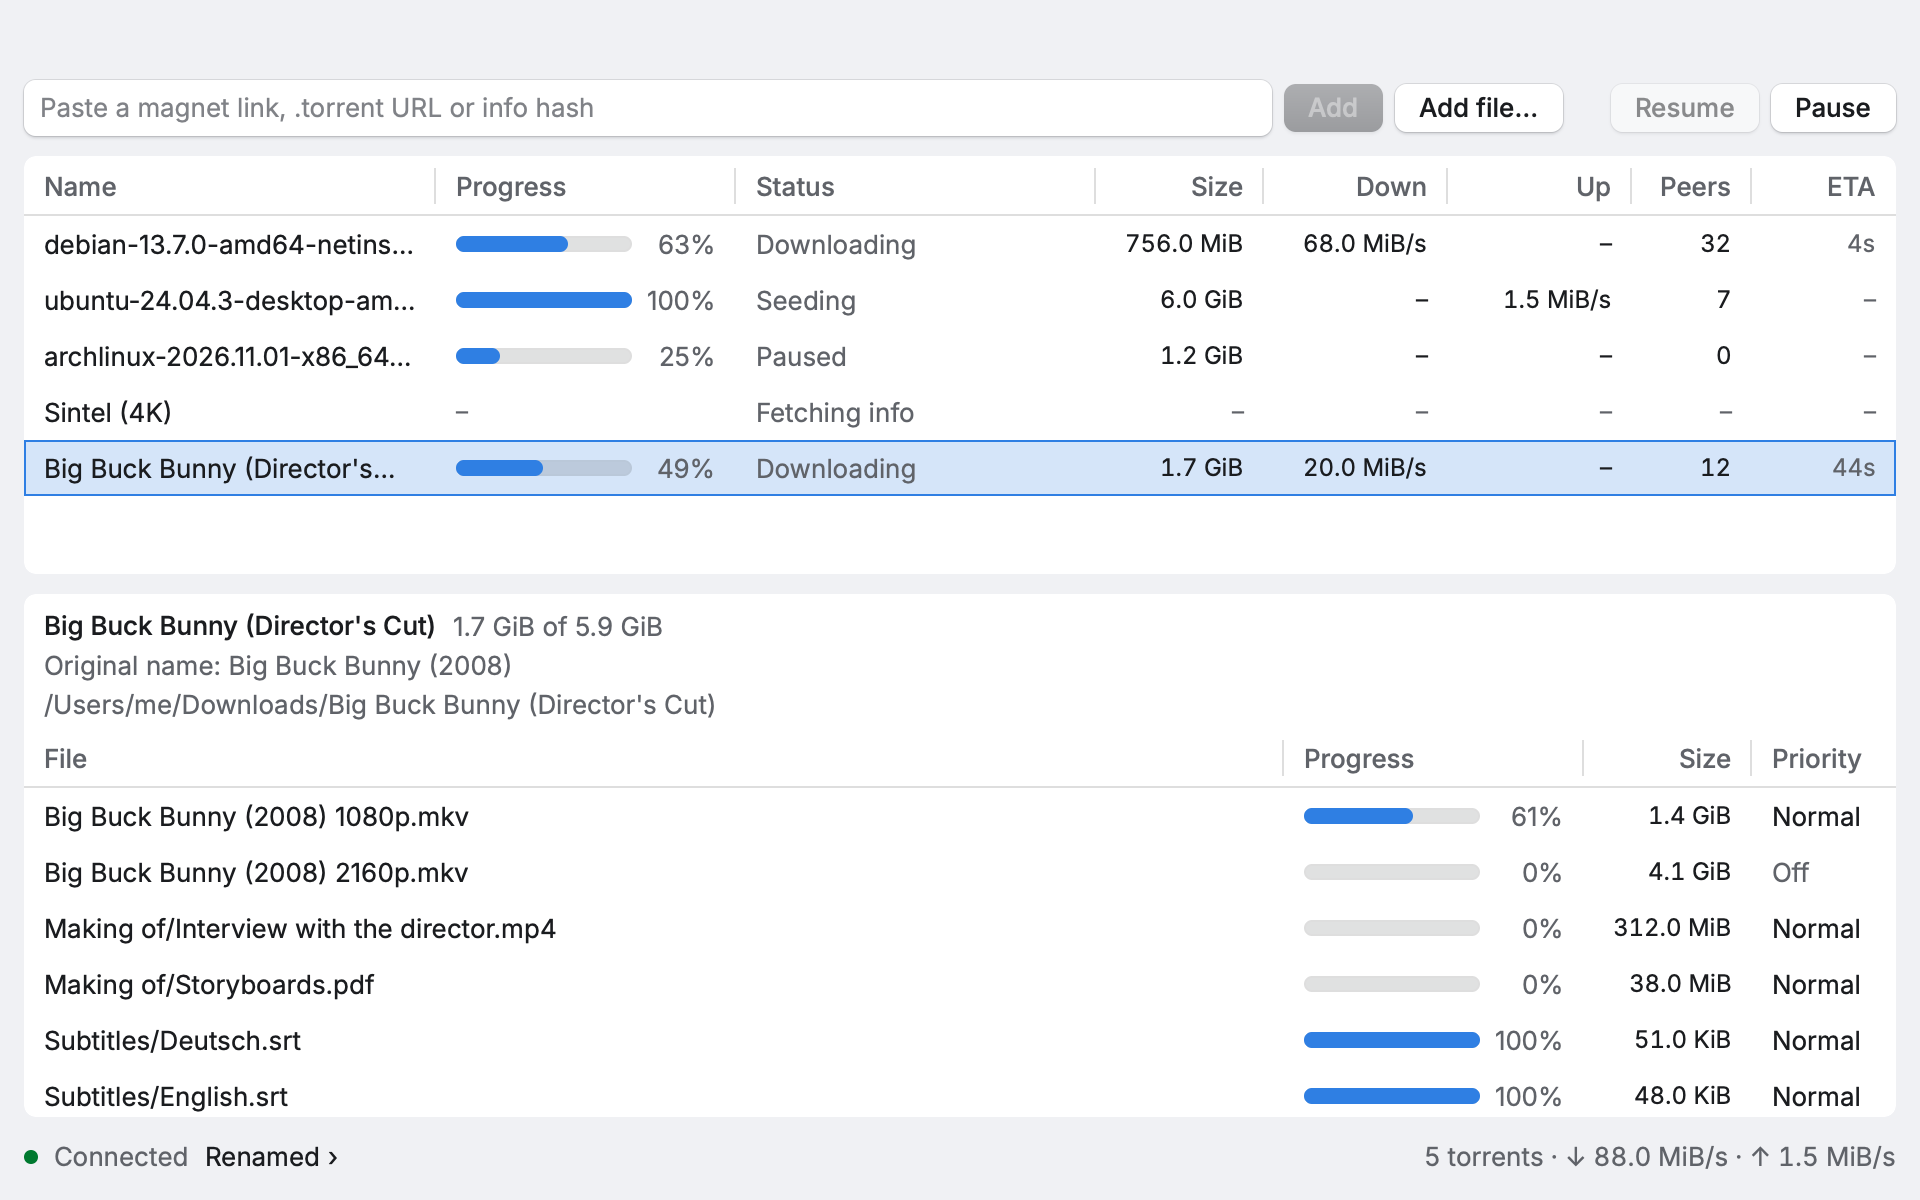 Paste a magnet link, .torrent URL or info hash Add Add file... Resume Pause
Name Progress Status Size Down Up Peers ETA
debian-13.7.0-amd64-netins... 63% Downloading 756.0 MiB 68.0 MiB/s – 32 4s
ubuntu-24.04.3-desktop-am... 100% Seeding 6.0 GiB – 1.5 MiB/s 7 –
archlinux-2026.11.01-x86_64... 25% Paused 1.2 GiB – – 0 –
Sintel (4K) – Fetching info – – – – –
Big Buck Bunny (Director's... 49% Downloading 1.7 GiB 20.0 MiB/s – 12 44s
Big Buck Bunny (Director's Cut) 1.7 GiB of 5.9 GiB
Original name: Big Buck Bunny (2008)
/Users/me/Downloads/Big Buck Bunny (Director's Cut)
File Progress Size Priority
Big Buck Bunny (2008) 1080p.mkv 61% 1.4 GiB Normal
Big Buck Bunny (2008) 2160p.mkv 0% 4.1 GiB Off
Making of/Interview with the director.mp4 0% 312.0 MiB Normal
Making of/Storyboards.pdf 0% 38.0 MiB Normal
Subtitles/Deutsch.srt 100% 51.0 KiB Normal
Subtitles/English.srt 100% 48.0 KiB Normal
Connected Renamed › 5 torrents · ↓ 88.0 MiB/s · ↑ 1.5 MiB/s